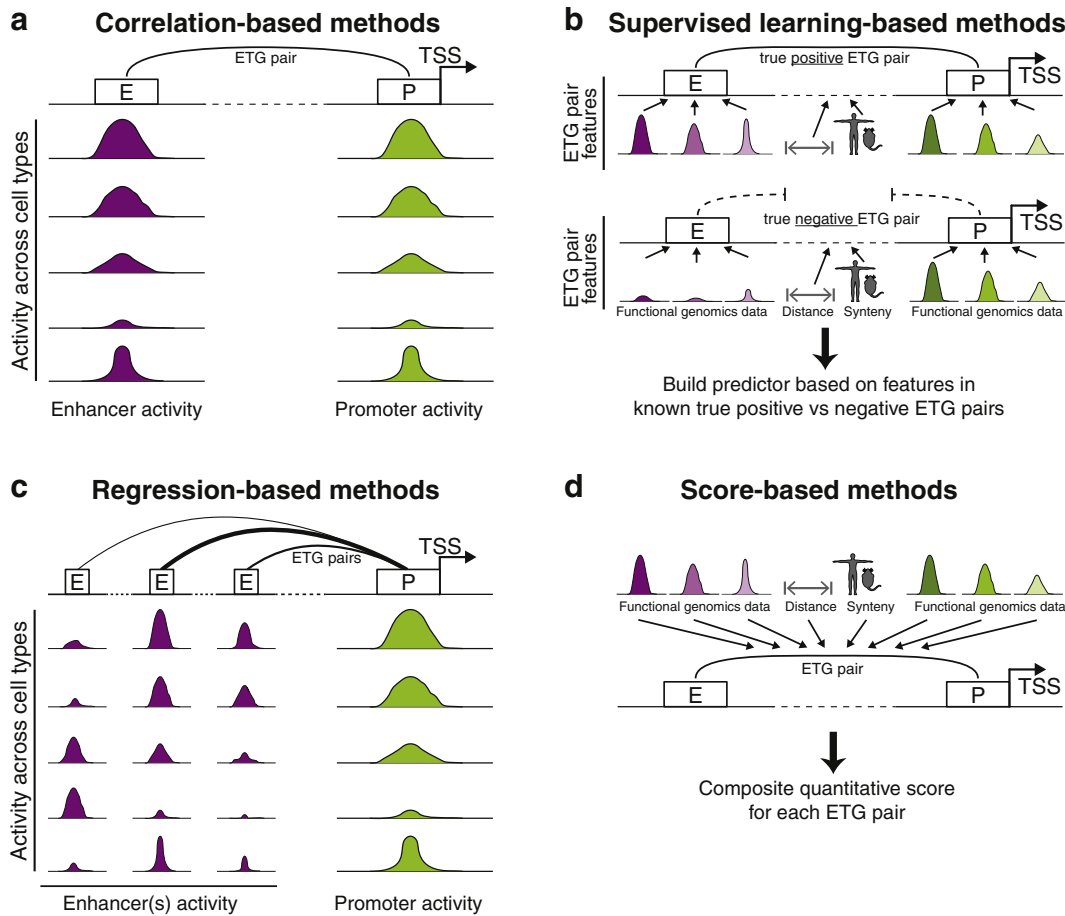 a
Correlation-based methods
ETG pair
TSS
E
P
Activity across cell types
Enhancer activity
Promoter activity
b
Supervised learning-based methods
true positive ETG pair
TSS
E
P
ETG pair
features
true negative ETG pair
TSS
E
P
ETG pair
features
Functional genomics data
Distance
Synteny
Functional genomics data
Build predictor based on features in
known true positive vs negative ETG pairs
c
Regression-based methods
ETG pairs
TSS
E
E
E
P
Activity across cell types
Enhancer(s) activity
Promoter activity
d
Score-based methods
Functional genomics data
Distance
Synteny
Functional genomics data
ETG pair
TSS
E
P
Composite quantitative score
for each ETG pair